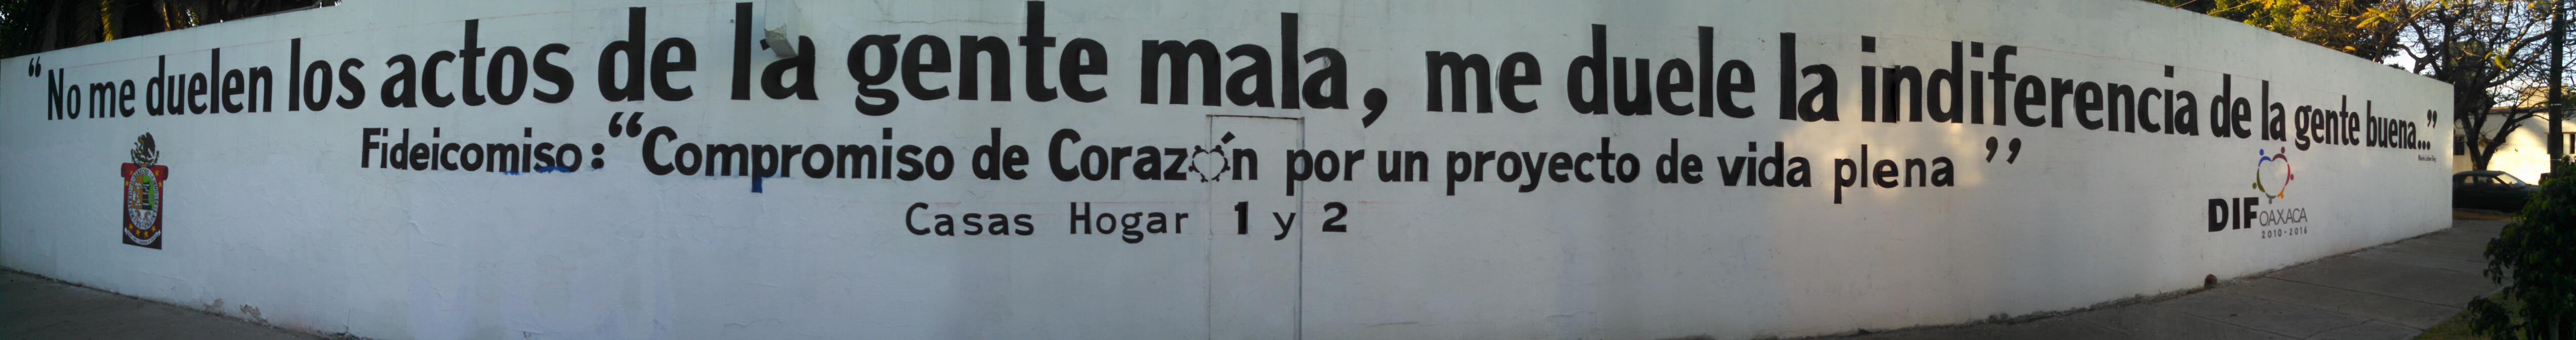 “No me duelen los actos de la gente mala, me duele la indiferencia de la gente buena...”
Fideicomiso: “Compromiso de Corazón por un proyecto de vida plena ”
Casas Hogar 1 y 2
DIF OAXACA
2010-2016